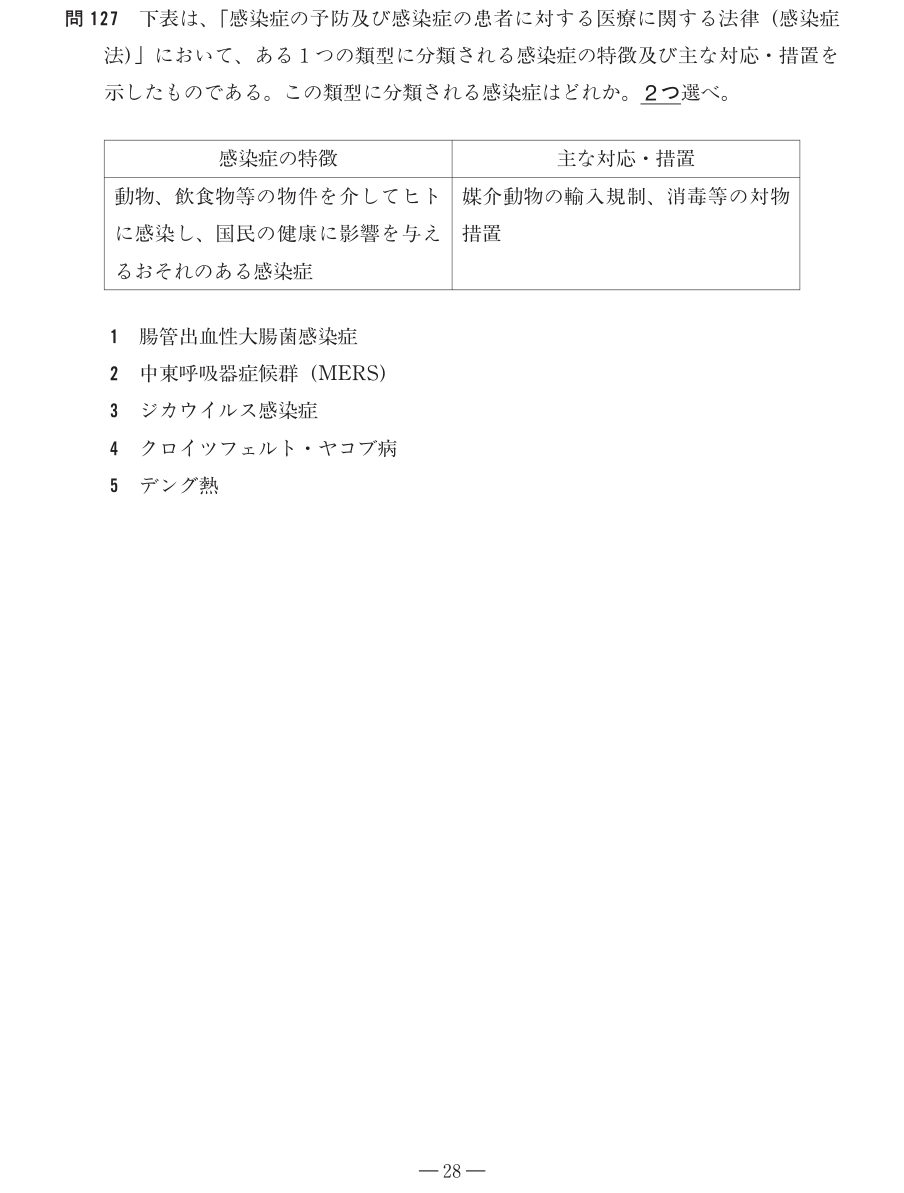 問127 下表は、「感染症の予防及び感染症の患者に対する医療に関する法律（感染症
法）」において、ある１つの類型に分類される感染症の特徴及び主な対応・措置を
示したものである。この類型に分類される感染症はどれか。２つ選べ。
感染症の特徴 主な対応・措置
動物、飲食物等の物件を介してヒト 媒介動物の輸入規制、消毒等の対物
に感染し、国民の健康に影響を与え 措置
るおそれのある感染症
1 腸管出血性大腸菌感染症
2 中東呼吸器症候群（MERS）
3 ジカウイルス感染症
4 クロイツフェルト・ヤコブ病
5 デング熱
― 28 ―